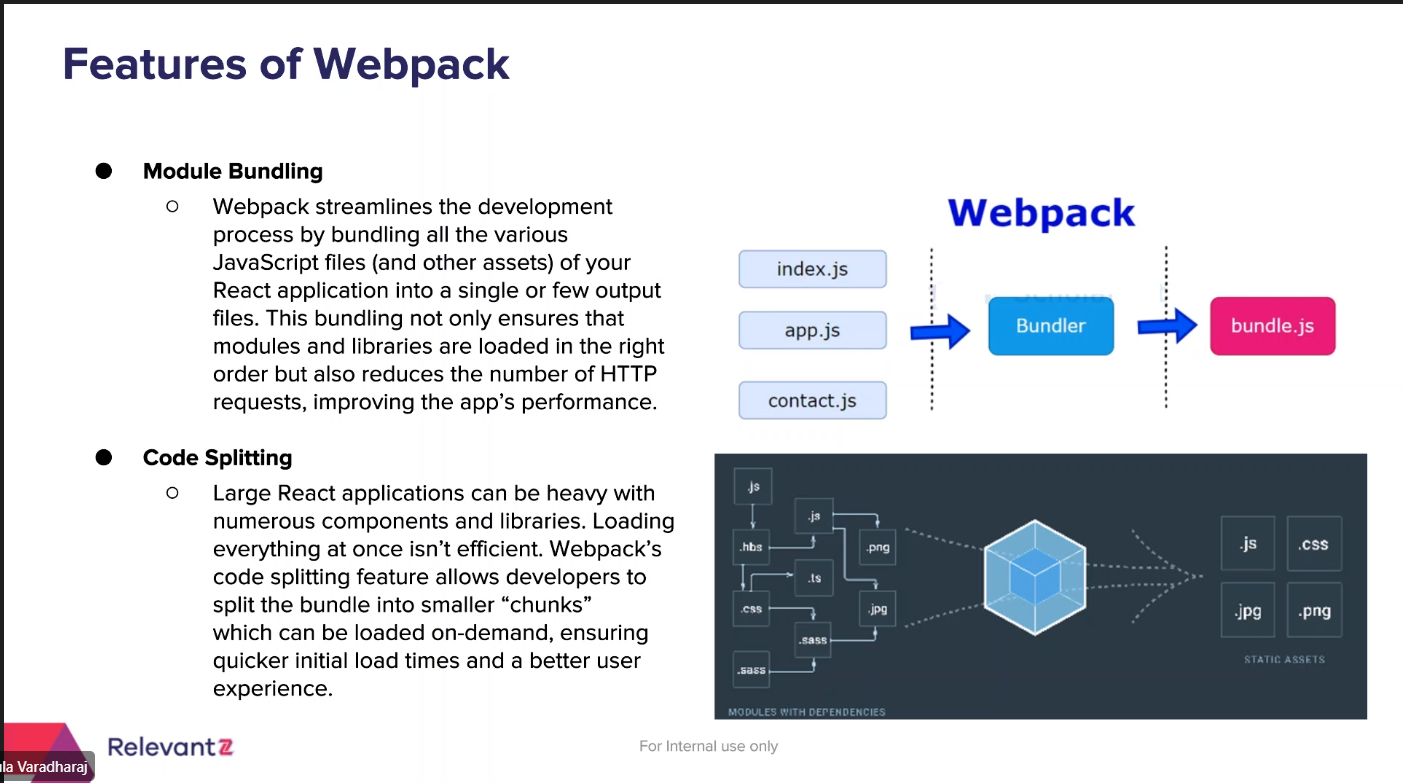 Features of Webpack
Module Bundling
Webpack streamlines the development
process by bundling all the various
JavaScript files (and other assets) of your
React application into a single or few output
files. This bundling not only ensures that
modules and libraries are loaded in the right
order but also reduces the number of HTTP
requests, improving the app’s performance.
Code Splitting
Large React applications can be heavy with
numerous components and libraries. Loading
everything at once isn’t efficient. Webpack’s
code splitting feature allows developers to
split the bundle into smaller “chunks”
which can be loaded on-demand, ensuring
quicker initial load times and a better user
experience.
Webpack
index.js
app.js
contact.js
Bundler
bundle.js
.js
.js
.hbs
.png
.ts
.css
.jpg
.sass
.sass
MODULES WITH DEPENDENCIES
.js
.css
.jpg
.png
STATIC ASSETS
RelevantZ
For Internal use only
la Varadharaj